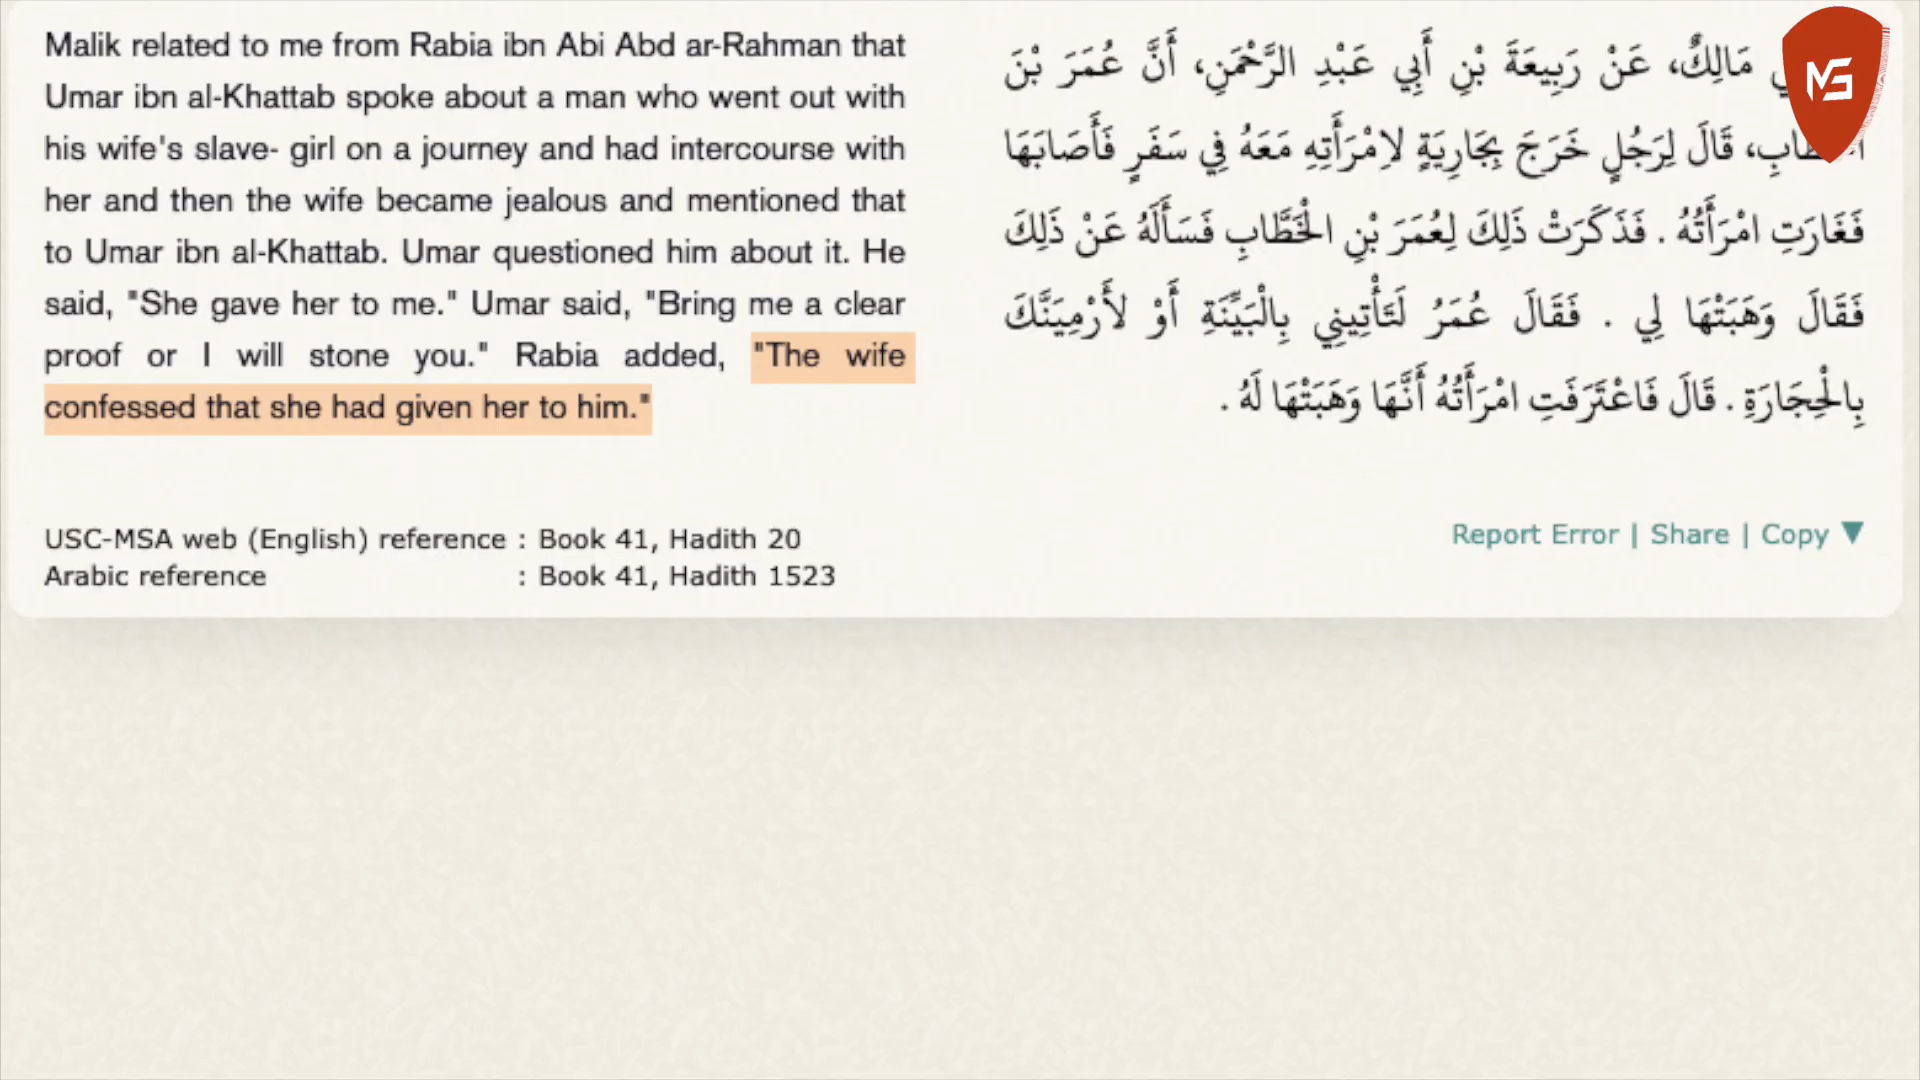 Malik related to me from Rabia ibn Abi Abd ar-Rahman that
Umar ibn al-Khattab spoke about a man who went out with
his wife's slave- girl on a journey and had intercourse with
her and then the wife became jealous and mentioned that
to Umar ibn al-Khattab. Umar questioned him about it. He
said, "She gave her to me." Umar said, "Bring me a clear
proof or I will stone you." Rabia added, "The wife
confessed that she had given her to him."
مَالِكٌ، عَنْ رَبِيعَةَ بْنِ أَبِي عَبْدِ الرَّحْمَنِ، أَنَّ عُمَرَ بْنَ
قَالَ لِرَجُلٍ خَرَجَ بِجَارِيَةٍ لاِمْرَأَتِهِ مَعَهُ فِي سَفَرٍ فَأَصَابَهَا
فَغَارَتِ امْرَأَتُهُ . فَذَكَرَتْ ذَلِكَ لِعُمَرَ بْنِ الْخَطَّابِ فَسَأَلَهُ عَنْ ذَلِكَ
فَقَالَ وَهَبَتْهَا لِي . فَقَالَ عُمَرُ لَتَأْتِينِي بِالْبَيِّنَةِ أَوْ لأَرْمِيَنَّكَ
بِالْحِجَارَةِ . قَالَ فَاعْتَرَفَتِ امْرَأَتُهُ أَنَّهَا وَهَبَتْهَا لَهُ .
USC-MSA web (English) reference : Book 41, Hadith 20
Arabic reference : Book 41, Hadith 1523
Report Error | Share | Copy ▼